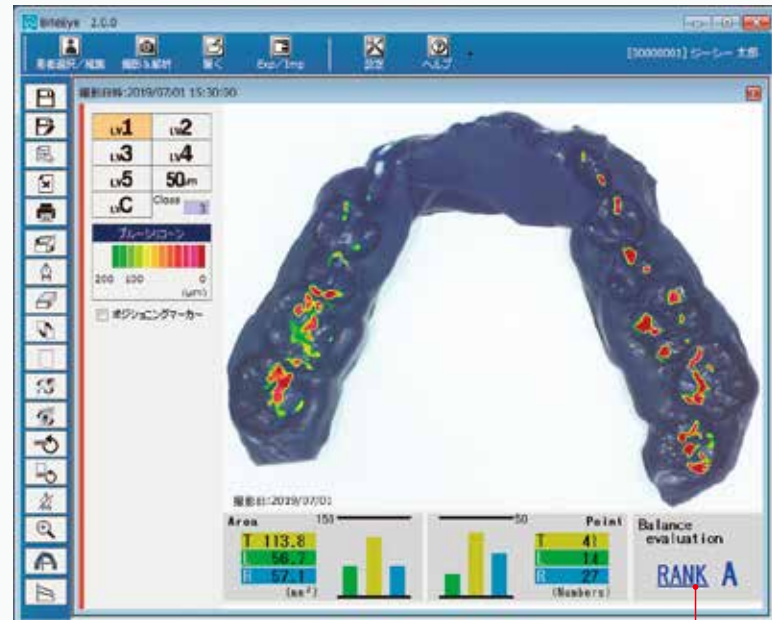 BiteEye 2.0.0
患者選択/編集 撮影&解析 開く Exp/Imp 設定 ヘルプ
[30000001] ジーシー 太郎
撮影日時:2019/07/01 15:30:30
LV1 LV2
LV3 LV4
LV5 50μm
LVC Class 1
ブルーシリコーン
200 100 0
(μm)
ポジショニングマーカー
撮影日:2019/07/01
Area 150
T 113.8
L 56.7
R 57.1
(mm²)
50 Point
T 41
L 14
R 27
(Numbers)
Balance
evaluation
RANK A